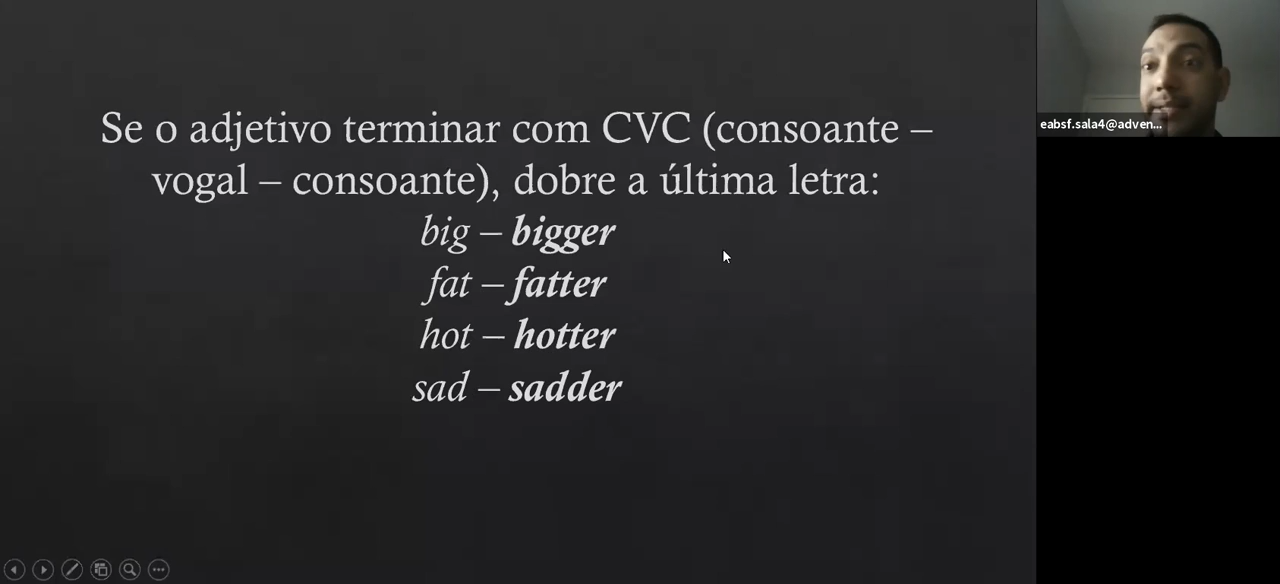 Se o adjetivo terminar com CVC (consoante –
vogal – consoante), dobre a última letra:
big – bigger
fat – fatter
hot – hotter
sad – sadder
eabsf.sala4@adven...